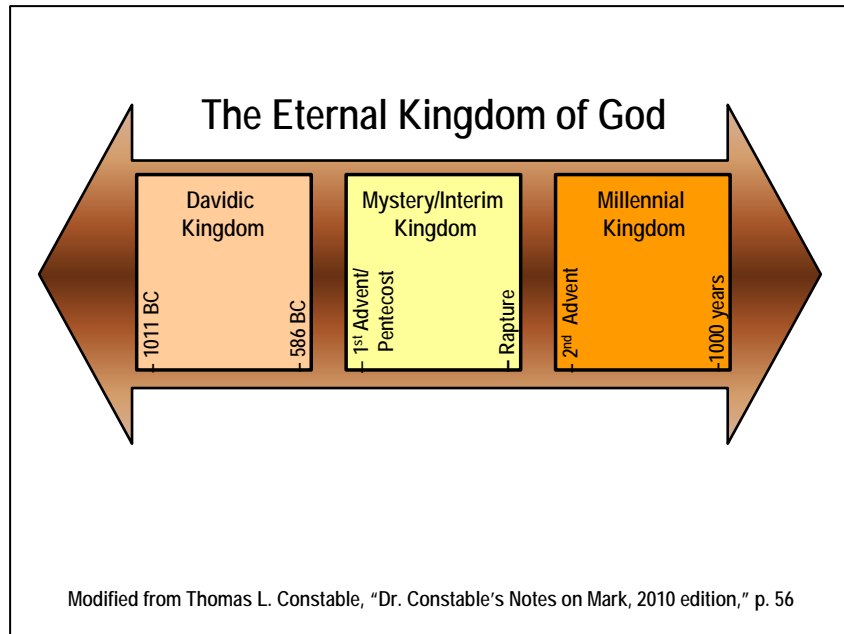 The Eternal Kingdom of God
Davidic
Kingdom
1011 BC
586 BC
Mystery/Interim
Kingdom
1st Advent/
Pentecost
Rapture
Millennial
Kingdom
2nd Advent
1000 years
Modified from Thomas L. Constable, “Dr. Constable’s Notes on Mark, 2010 edition,” p. 56